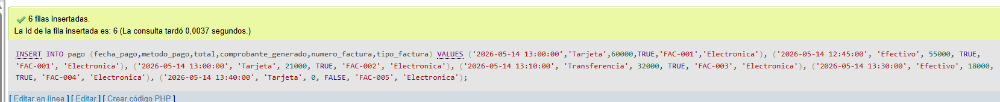 6 filas insertadas.
La Id de la fila insertada es: 6 (La consulta tardó 0,0037 segundos.)
INSERT INTO pago (fecha_pago,metodo_pago,total,comprobante_generado,numero_factura,tipo_factura) VALUES ('2026-05-14 13:00:00','Tarjeta',60000,TRUE,'FAC-001','Electronica'), ('2026-05-14 12:45:00', 'Efectivo', 55000, TRUE,
'FAC-001', 'Electronica'), ('2026-05-14 13:00:00', 'Tarjeta', 21000, TRUE, 'FAC-002', 'Electronica'), ('2026-05-14 13:10:00', 'Transferencia', 32000, TRUE, 'FAC-003', 'Electronica'), ('2026-05-14 13:30:00', 'Efectivo', 18000,
TRUE, 'FAC-004', 'Electronica'), ('2026-05-14 13:40:00', 'Tarjeta', 0, FALSE, 'FAC-005', 'Electronica');
[ Editar en línea ] [ Editar ] [ Crear código PHP ]